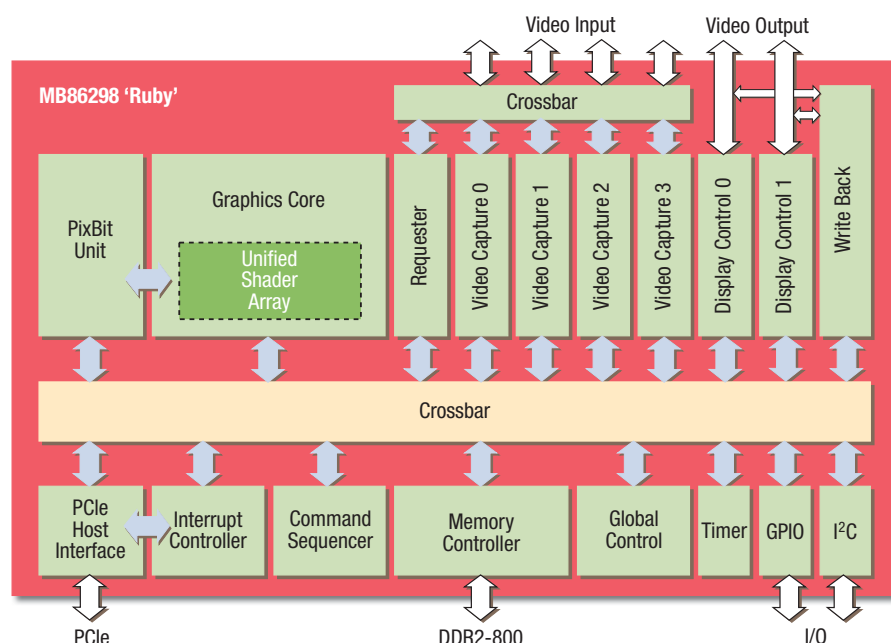 Video Input
Video Output
MB86298 'Ruby'
Crossbar
PixBit
Unit
Graphics Core
Unified
Shader
Array
Requester
Video Capture 0
Video Capture 1
Video Capture 2
Video Capture 3
Display Control 0
Display Control 1
Write Back
Crossbar
PCIe
Host
Interface
Interrupt
Controller
Command
Sequencer
Memory
Controller
Global
Control
Timer
GPIO
I²C
PCIe
DDR2-800
I/O